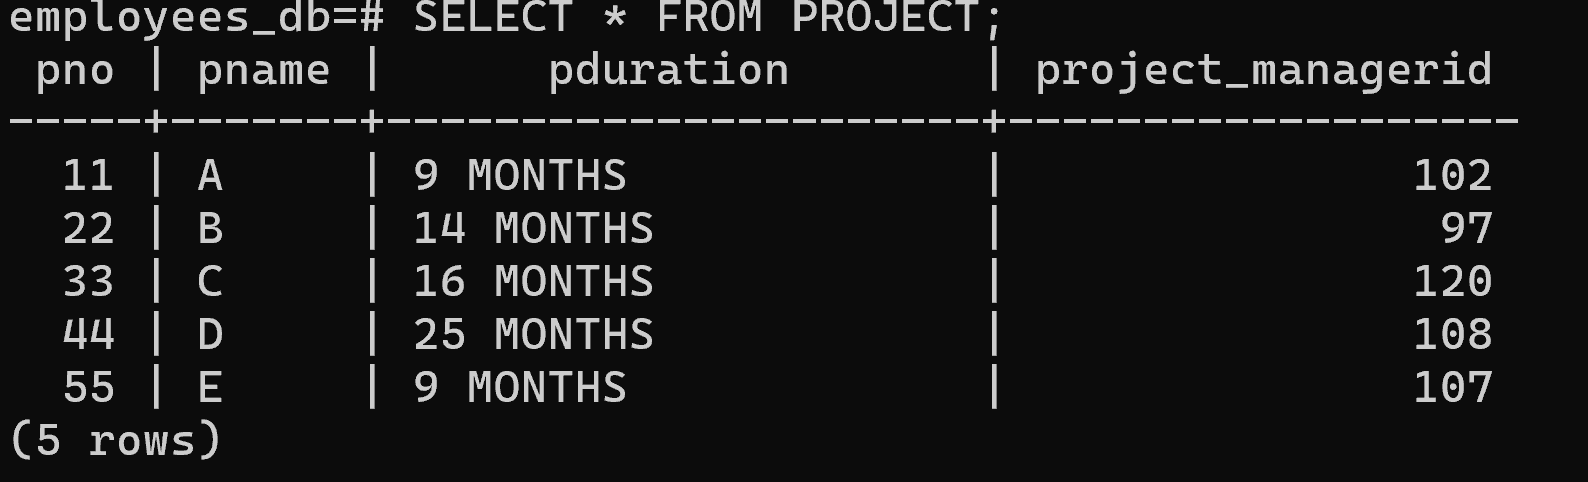 employees_db=# SELECT * FROM PROJECT;
 pno | pname |      pduration       | project_managerid
-----+-------+----------------------+-------------------
  11 | A     | 9 MONTHS             |               102
  22 | B     | 14 MONTHS            |                97
  33 | C     | 16 MONTHS            |               120
  44 | D     | 25 MONTHS            |               108
  55 | E     | 9 MONTHS             |               107
(5 rows)